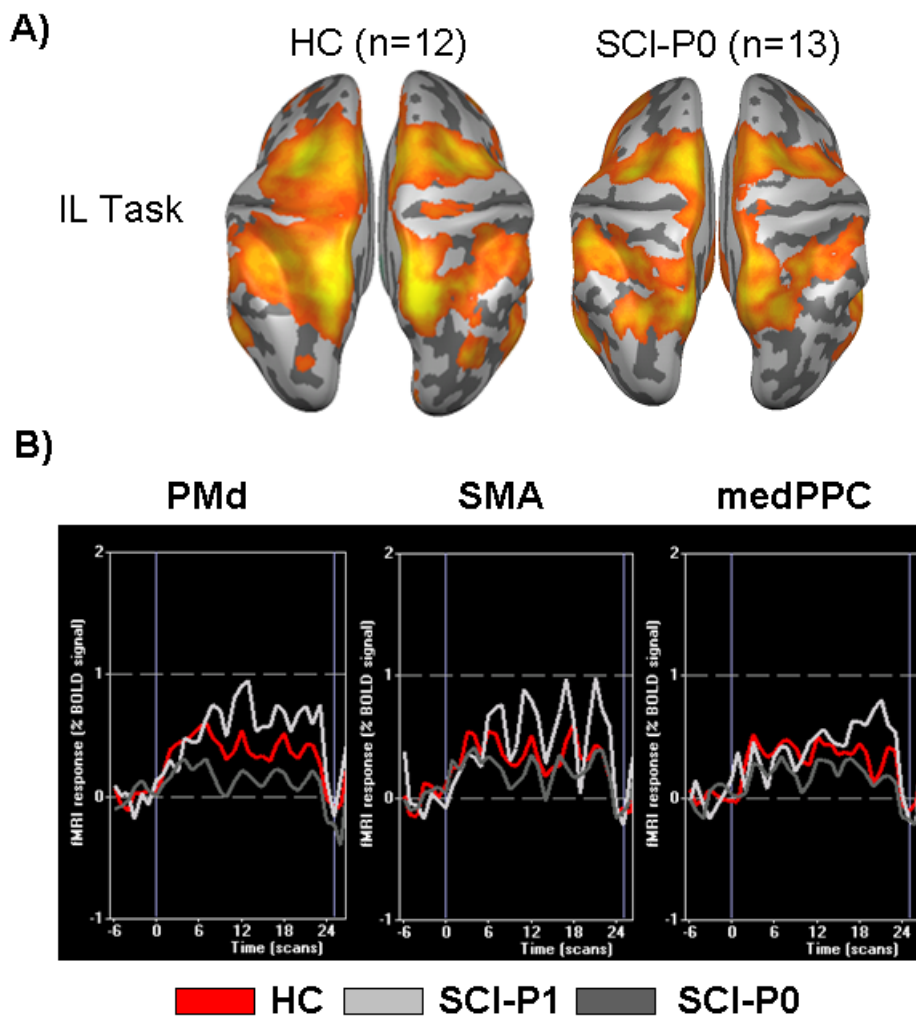 A)
HC (n=12) SCI-P0 (n=13)
IL Task
B)
PMd SMA medPPC
fMRI response (% BOLD signal) fMRI response (% BOLD signal) fMRI response (% BOLD signal)
2 2 2
1 1 1
0 0 0
-1 -1 -1
-6 0 6 12 18 24 -6 0 6 12 18 24 -6 0 6 12 18 24
Time (scans) Time (scans) Time (scans)
HC SCI-P1 SCI-P0